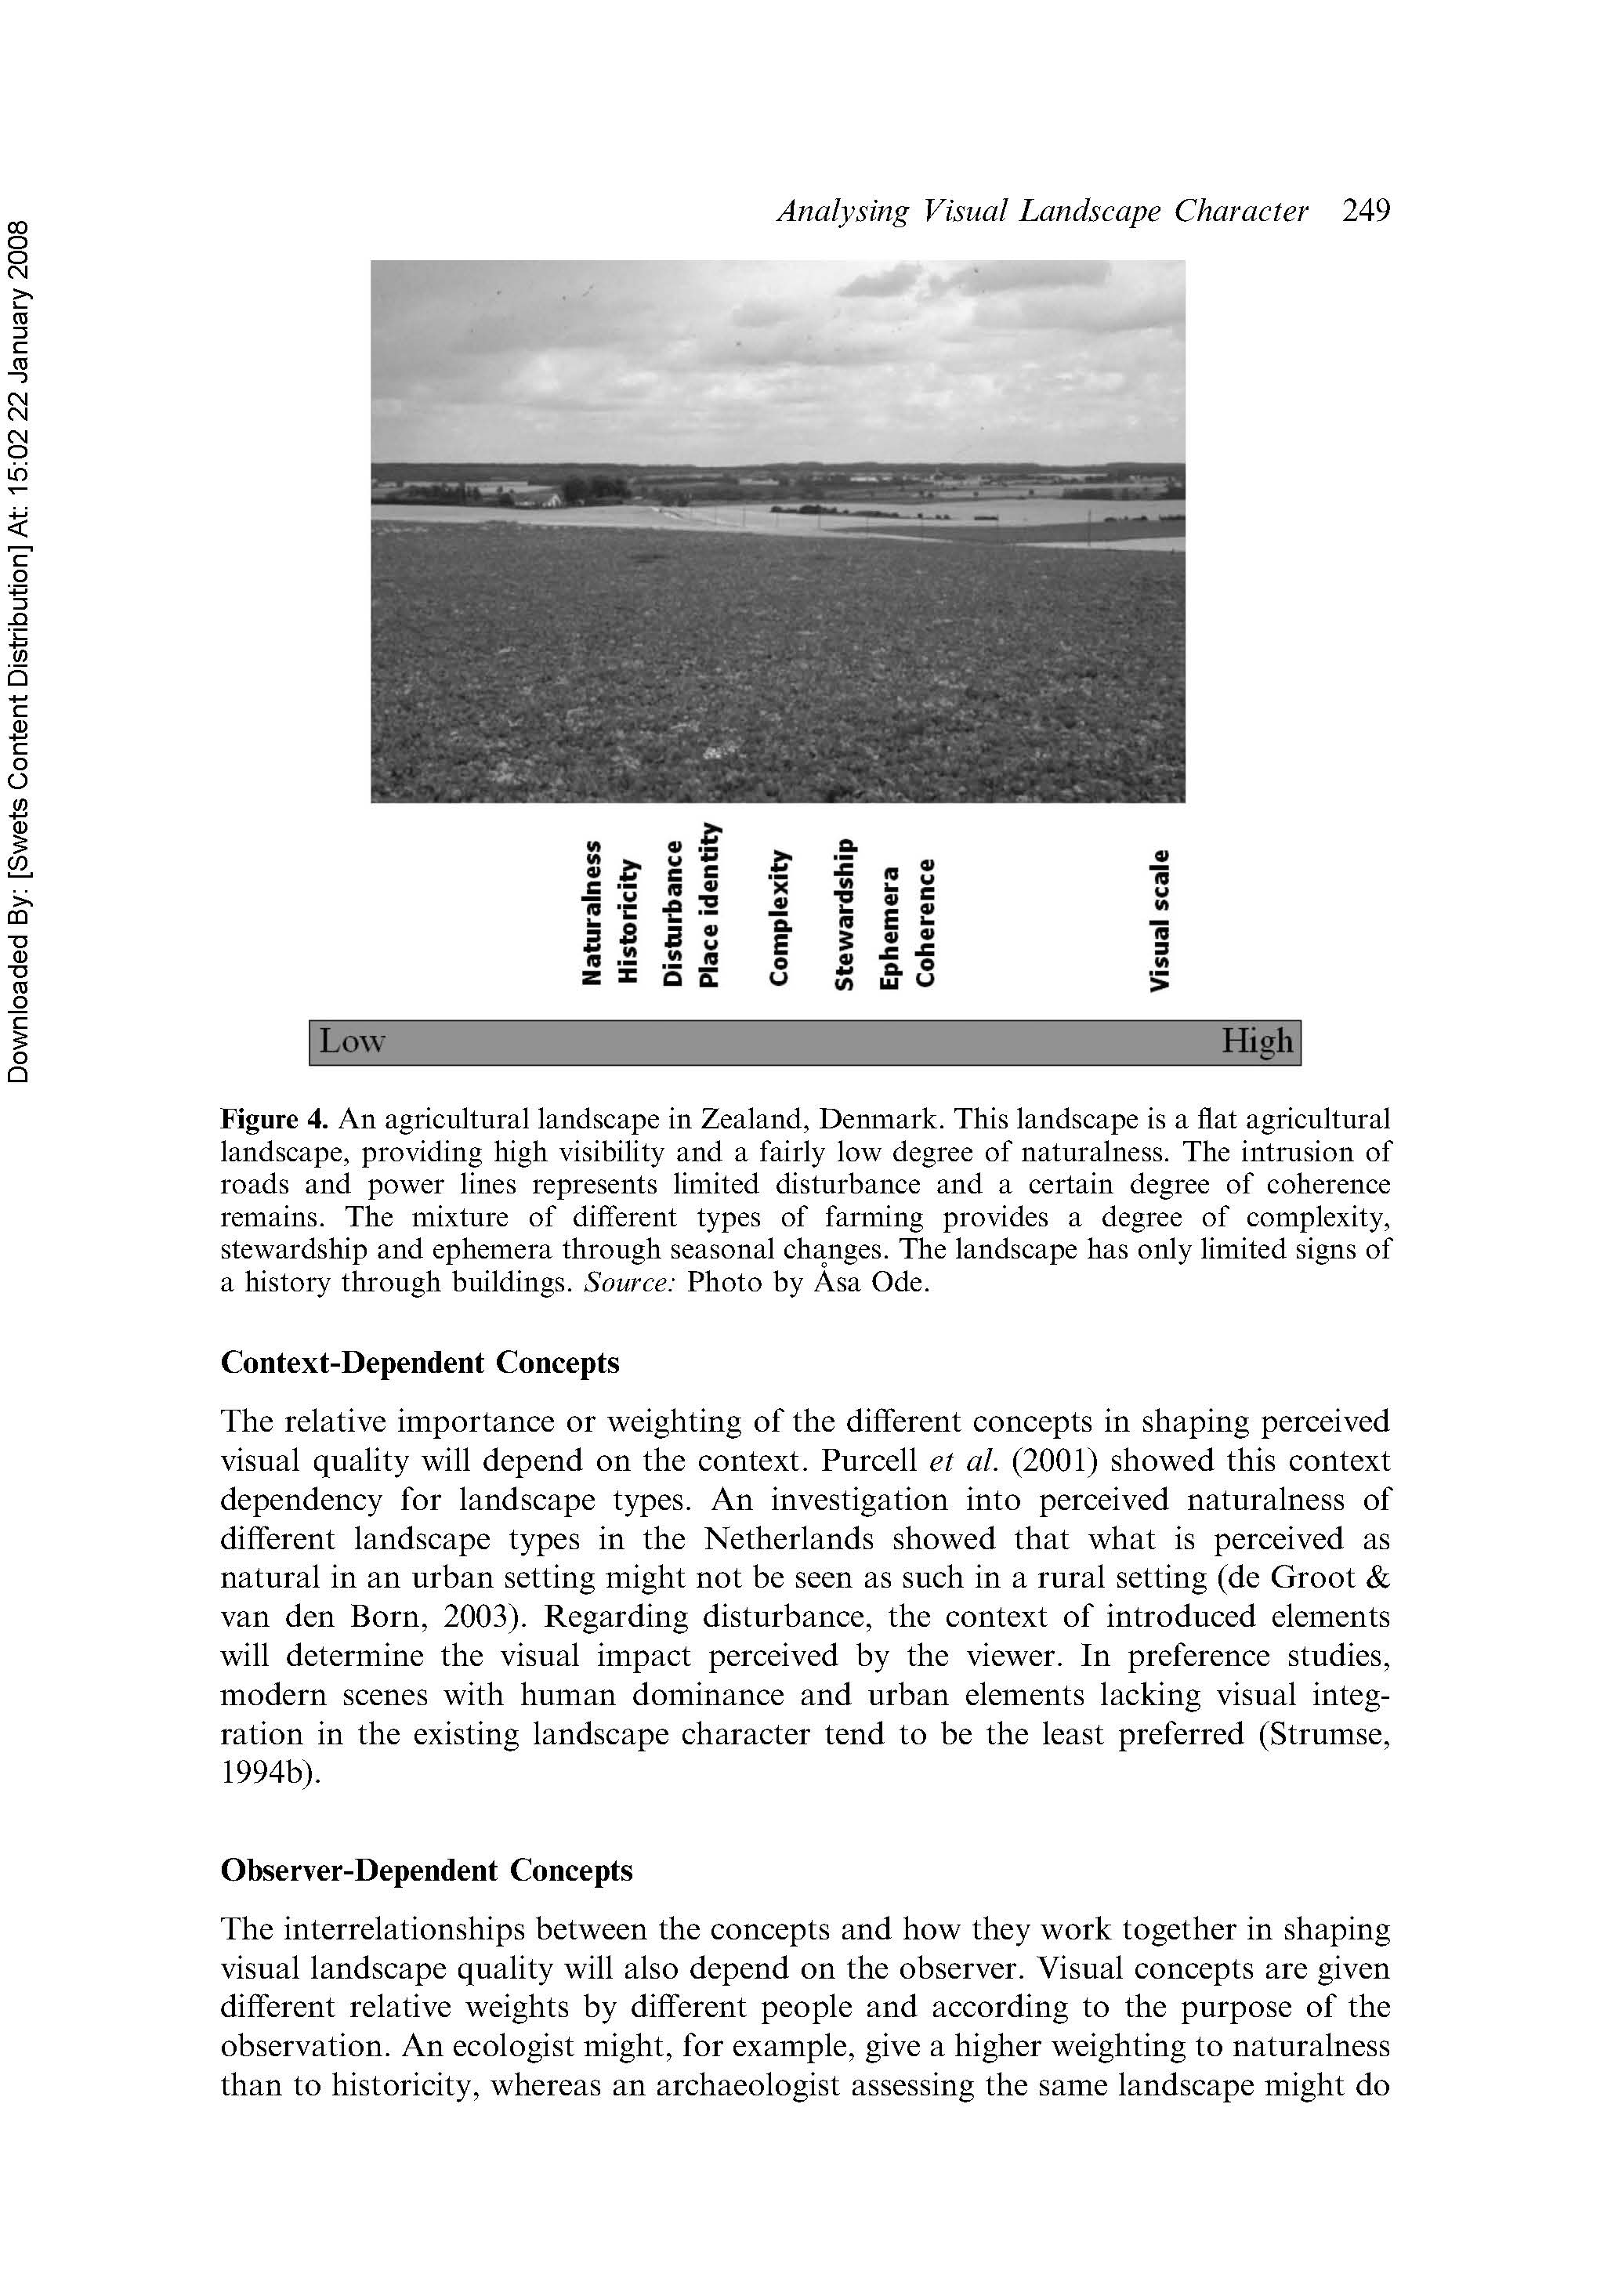 Downloaded By: [Swets Content Distribution] At: 15:02 22 January 2008
Analysing Visual Landscape Character 249
Naturalness
Historicity
Disturbance
Place identity
Complexity
Stewardship
Ephemera
Coherence
Visual scale
Low High
Figure 4. An agricultural landscape in Zealand, Denmark. This landscape is a flat agricultural
landscape, providing high visibility and a fairly low degree of naturalness. The intrusion of
roads and power lines represents limited disturbance and a certain degree of coherence
remains. The mixture of different types of farming provides a degree of complexity,
stewardship and ephemera through seasonal changes. The landscape has only limited signs of
a history through buildings. Source: Photo by Åsa Ode.
Context-Dependent Concepts
The relative importance or weighting of the different concepts in shaping perceived
visual quality will depend on the context. Purcell et al. (2001) showed this context
dependency for landscape types. An investigation into perceived naturalness of
different landscape types in the Netherlands showed that what is perceived as
natural in an urban setting might not be seen as such in a rural setting (de Groot &
van den Born, 2003). Regarding disturbance, the context of introduced elements
will determine the visual impact perceived by the viewer. In preference studies,
modern scenes with human dominance and urban elements lacking visual integ-
ration in the existing landscape character tend to be the least preferred (Strumse,
1994b).
Observer-Dependent Concepts
The interrelationships between the concepts and how they work together in shaping
visual landscape quality will also depend on the observer. Visual concepts are given
different relative weights by different people and according to the purpose of the
observation. An ecologist might, for example, give a higher weighting to naturalness
than to historicity, whereas an archaeologist assessing the same landscape might do